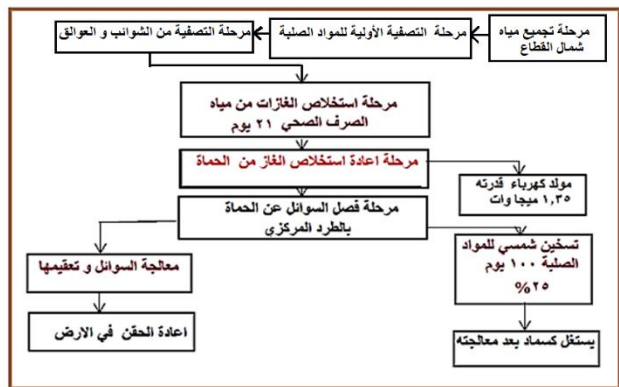 مرحلة تجميع مياه
شمال القطاع
مرحلة التصفية الأولية للمواد الصلبة
مرحلة التصفية من الشوائب و العوالق
مرحلة استخلاص الغازات من مياه
الصرف الصحي ٢١ يوم
مرحلة اعادة استخلاص الغاز من الحماة
مولد كهرباء قدرته
١,٣٥ ميجا وات
مرحلة فصل السوائل عن الحماة
بالطرد المركزي
تسخين شمسي للمواد
الصلبة ١٠٠ يوم
٢٥%
معالجة السوائل و تعقيمها
يستغل كسماد بعد معالجته
اعادة الحقن في الارض